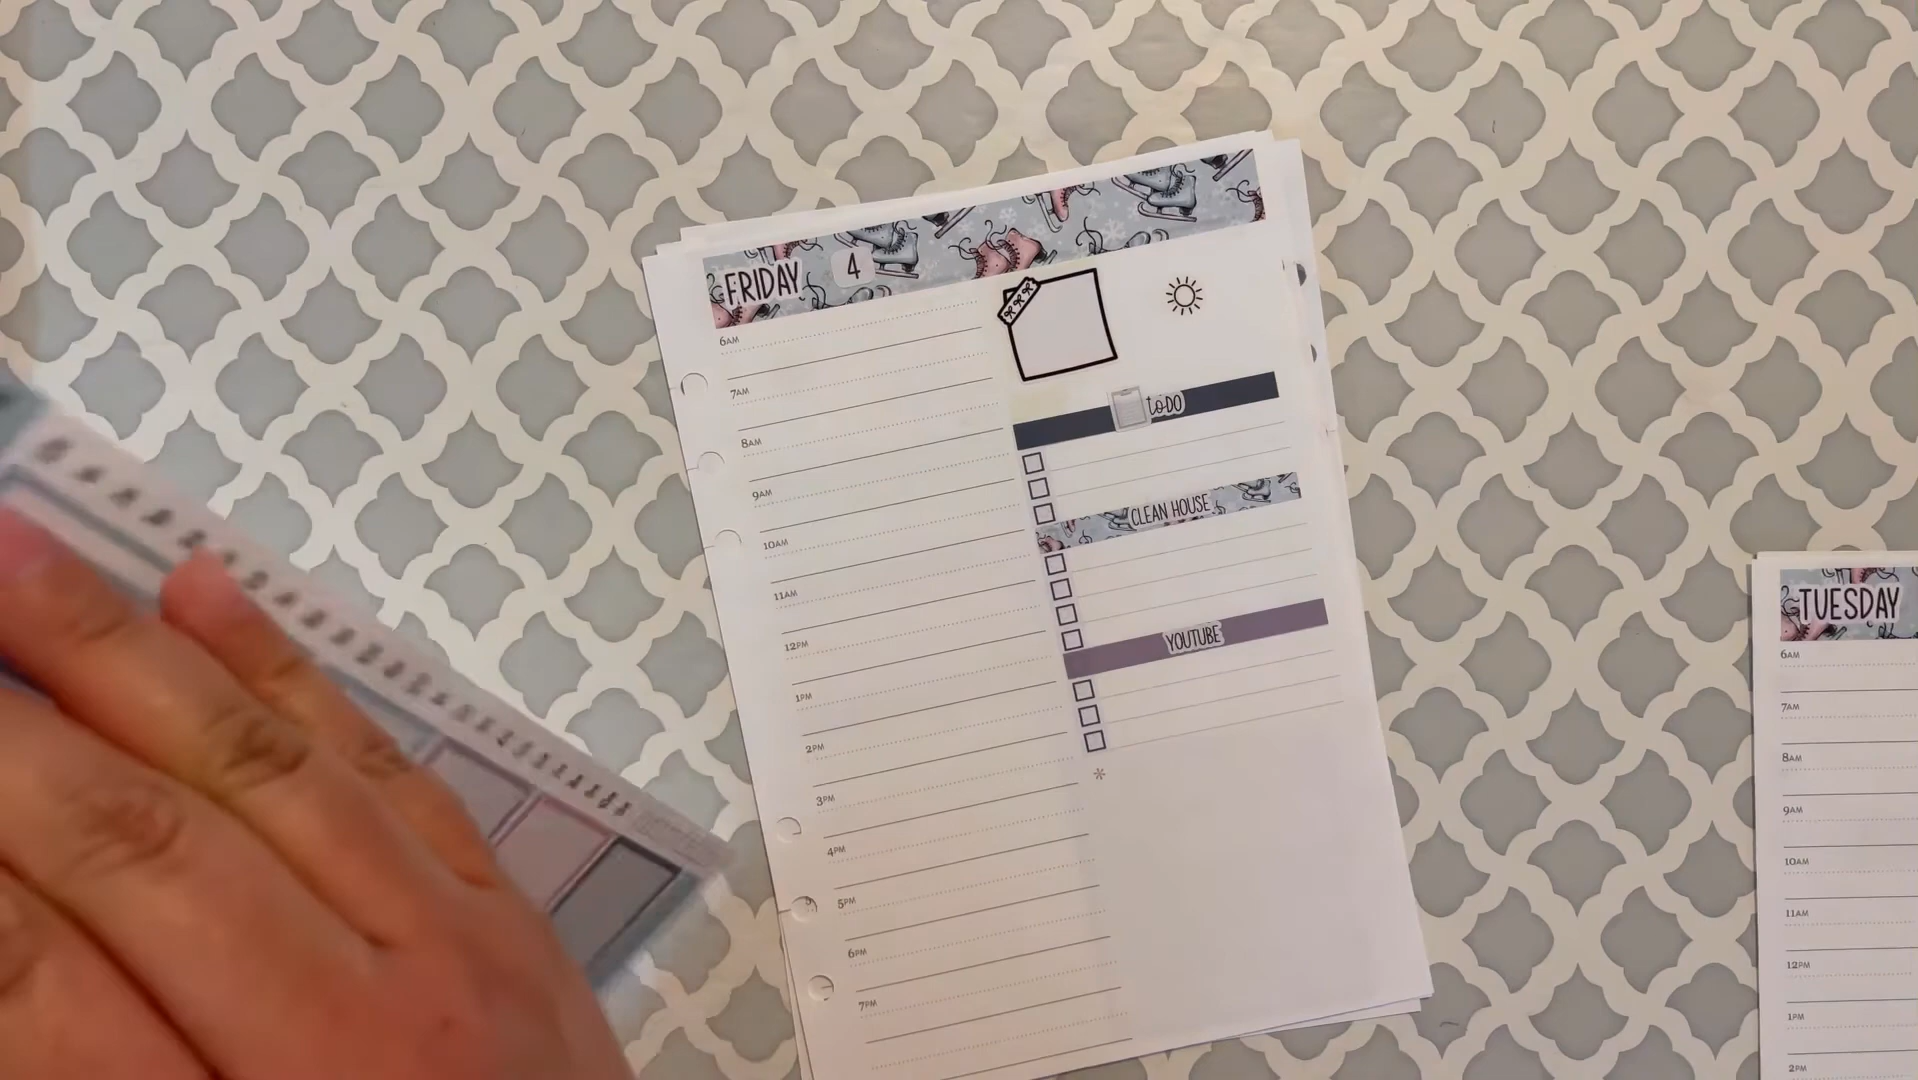 FRIDAY 4
6AM
7AM
8AM
9AM
10AM
11AM
12PM
1PM
2PM
3PM
4PM
5PM
6PM
7PM
to DO
CLEAN HOUSE
YOUTUBE
*
TUESDAY
6AM
7AM
8AM
9AM
10AM
11AM
12PM
1PM
2PM